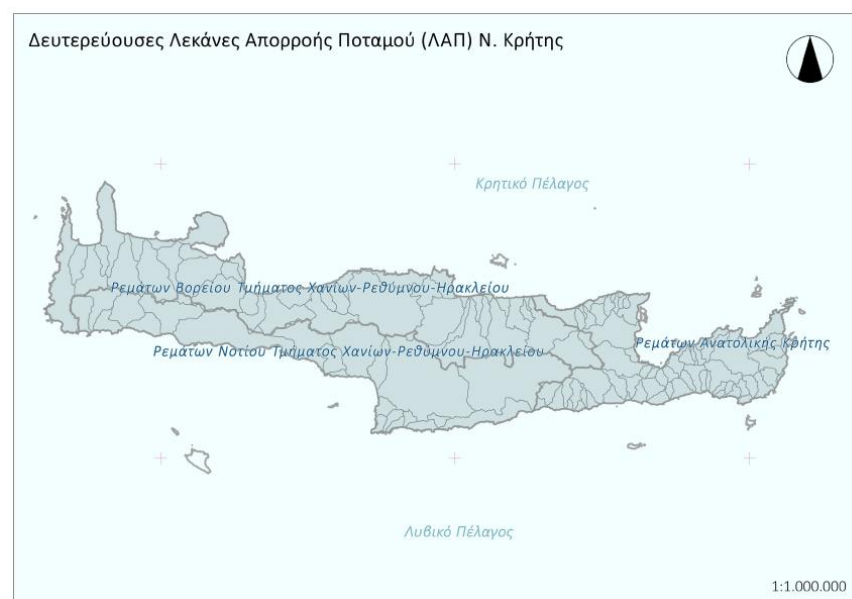 Δευτερεύουσες Λεκάνες Απορροής Ποταμού (ΛΑΠ) Ν. Κρήτης
Κρητικό Πέλαγος
Ρεμάτων Βορείου Τμήματος Χανίων-Ρεθύμνου-Ηρακλείου
Ρεμάτων Ανατολικής Κρήτης
Ρεμάτων Νοτίου Τμήματος Χανίων-Ρεθύμνου-Ηρακλείου
Λυβικό Πέλαγος
1:1.000.000